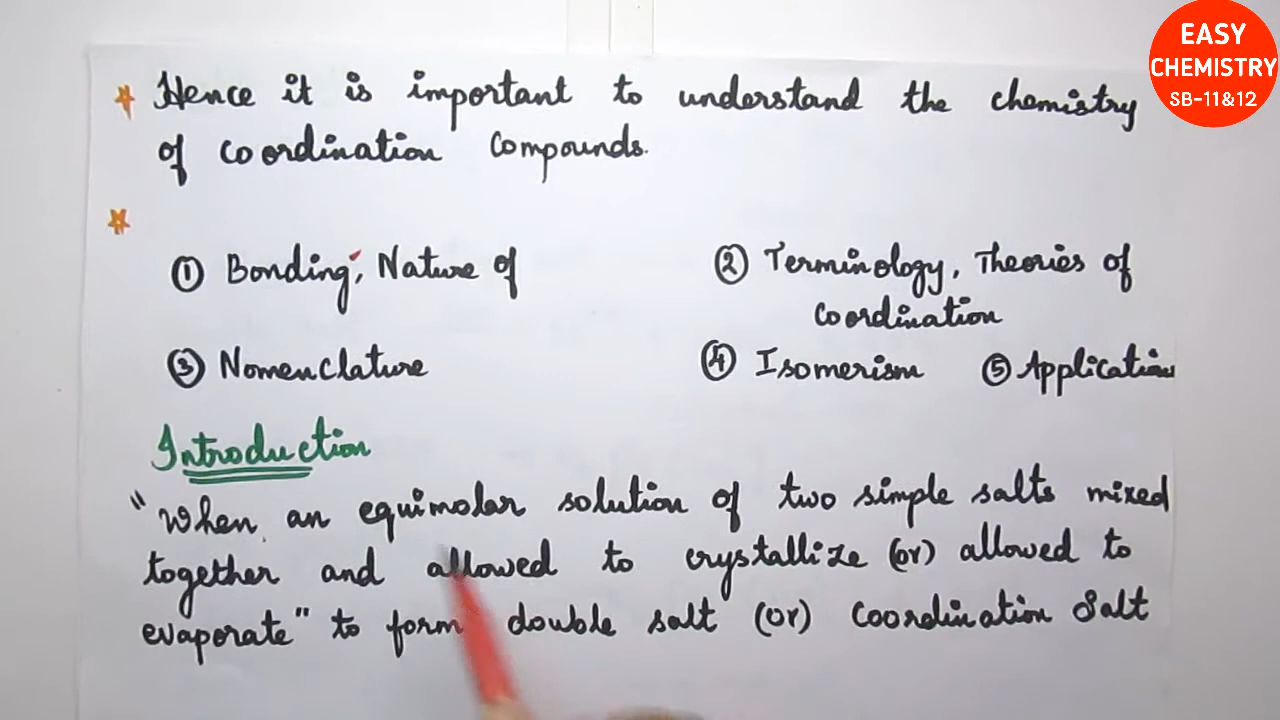 EASY
CHEMISTRY
SB-11&12
Hence it is important to understand the chemistry
of coordination compounds.
① Bonding, Nature of
② Terminology, Theories of
coordination
③ Nomenclature
④ Isomerism ⑤ Applications
Introduction
"When an equimolar solution of two simple salts mixed
together and allowed to crystallize (or) allowed to
evaporate" to form double salt (or) coordination salt